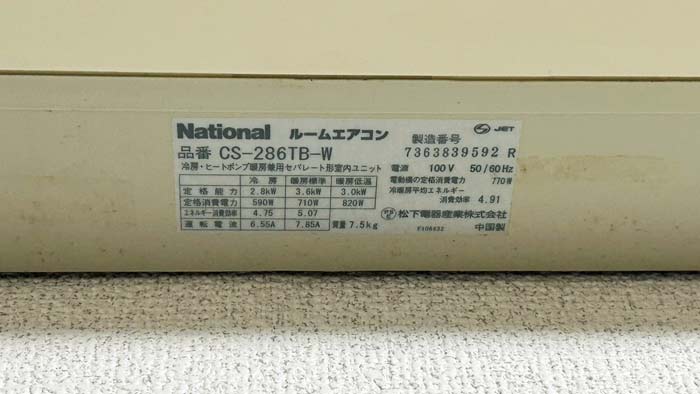 National ルームエアコン
品番 CS-286TB-W
冷房・ヒートポンプ暖房兼用セパレート形室内ユニット
冷房 暖房標準 暖房低温
定格能力 2.8kW 3.6kW 3.0kW
定格消費電力 590W 710W 820W
エネルギー消費効率 4.75 5.07
運転電流 6.55A 7.85A 質量 7.5kg
JET
製造番号
7363839592 R
電源 100V 50/60Hz
電動機の定格消費電力 770W
冷暖房平均エネルギー
消費効率 4.91
松下電器産業株式会社
中国製